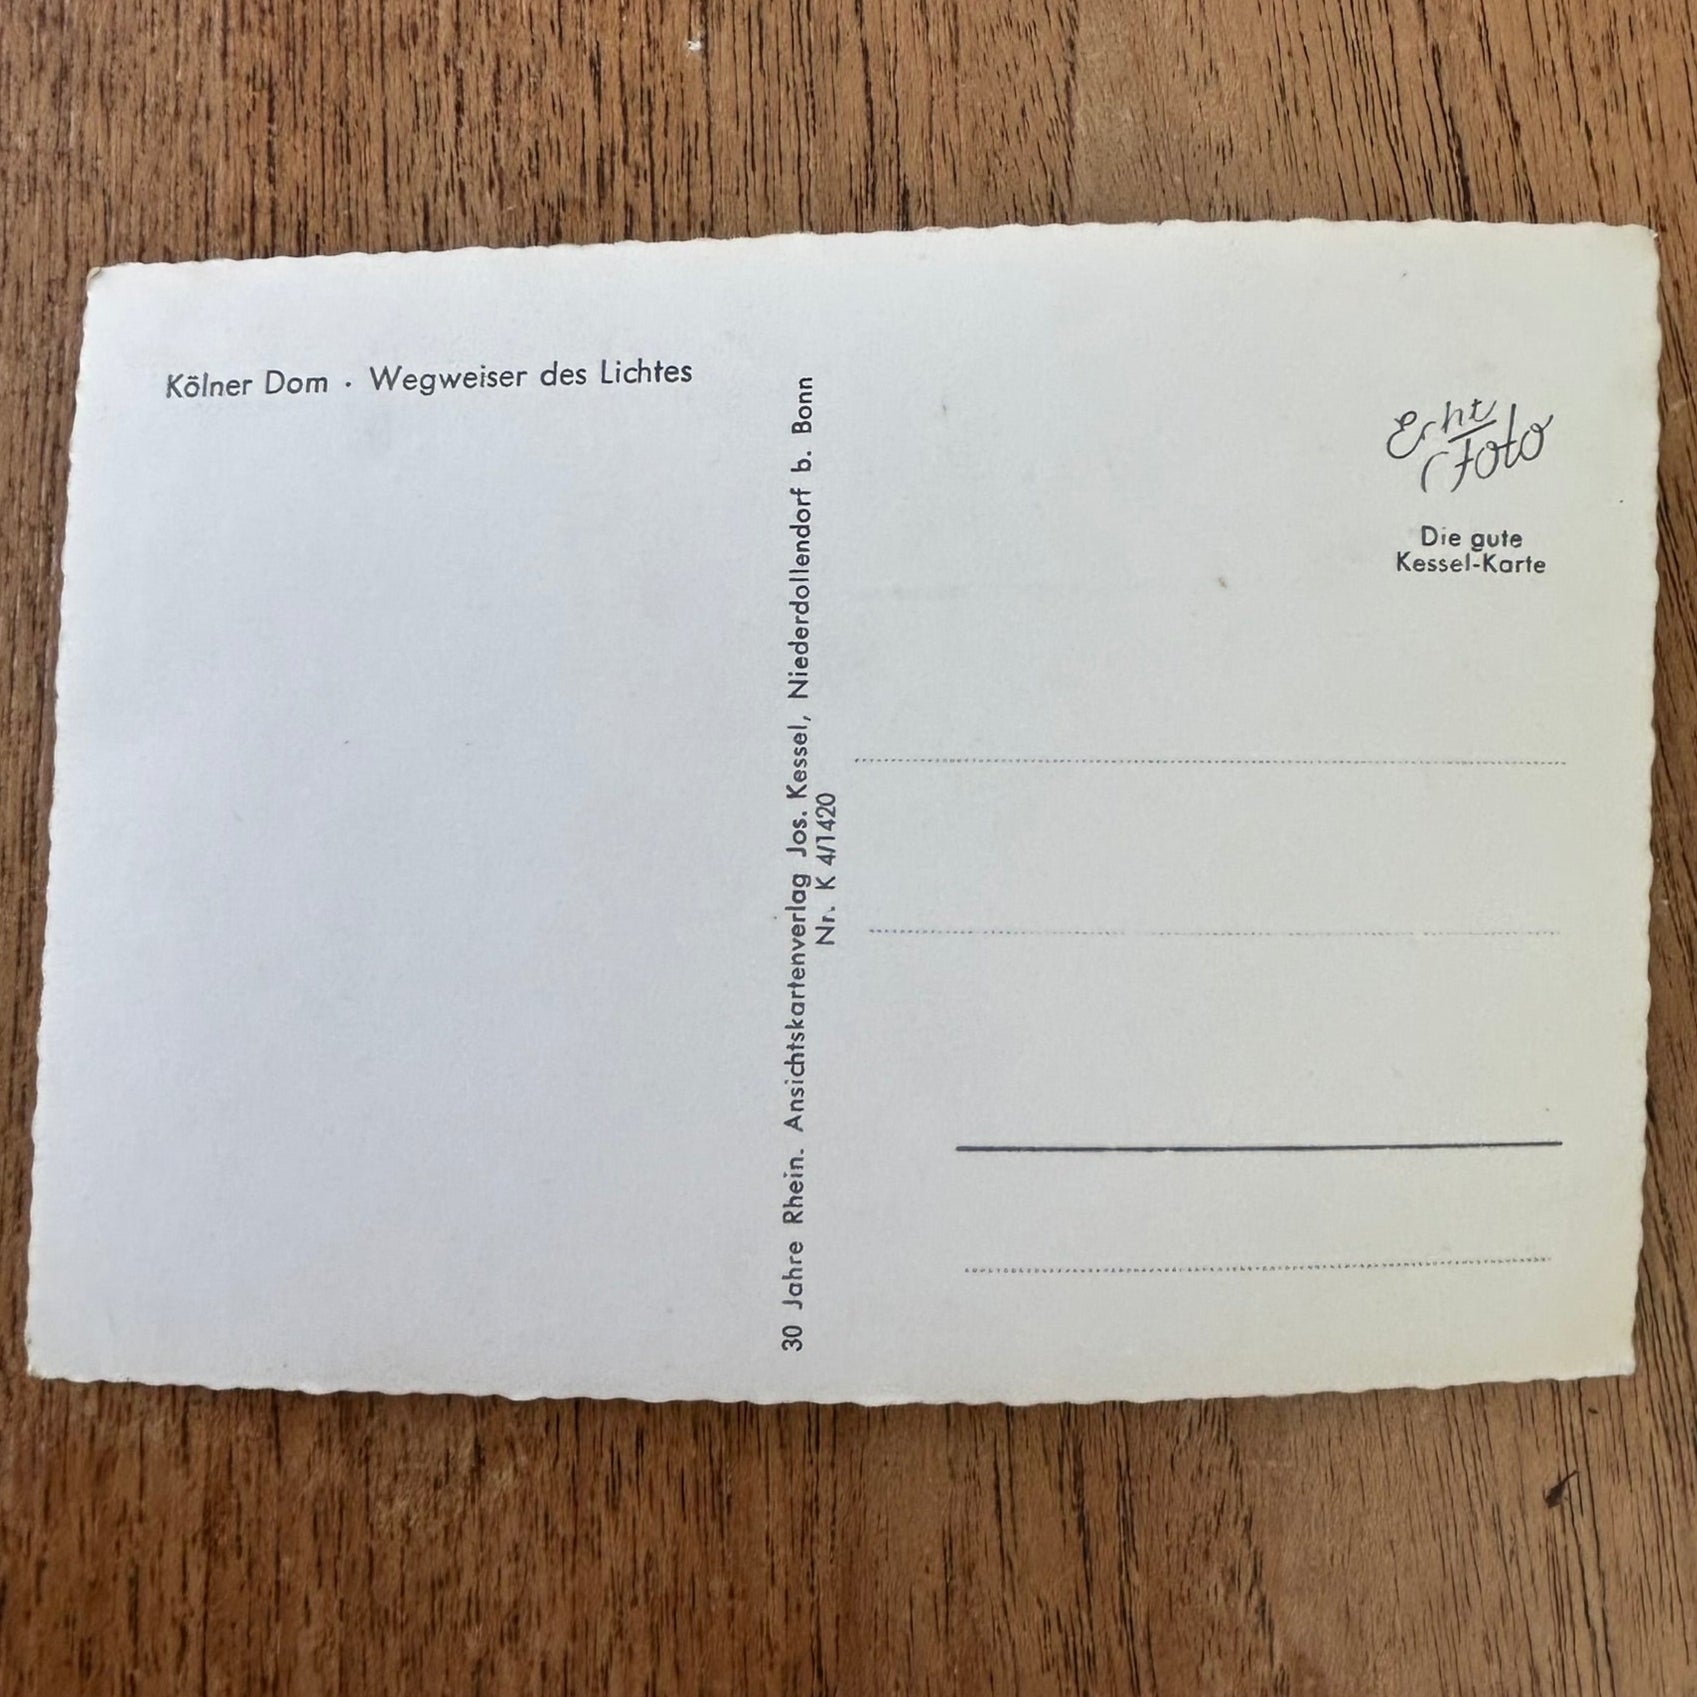 Kölner Dom · Wegweiser des Lichtes
30 Jahre Rhein. Ansichtskartenverlag Jos. Kessel, Niederdollendorf b. Bonn
Nr. K 4/1420
Echt
Foto
Die gute
Kessel-Karte